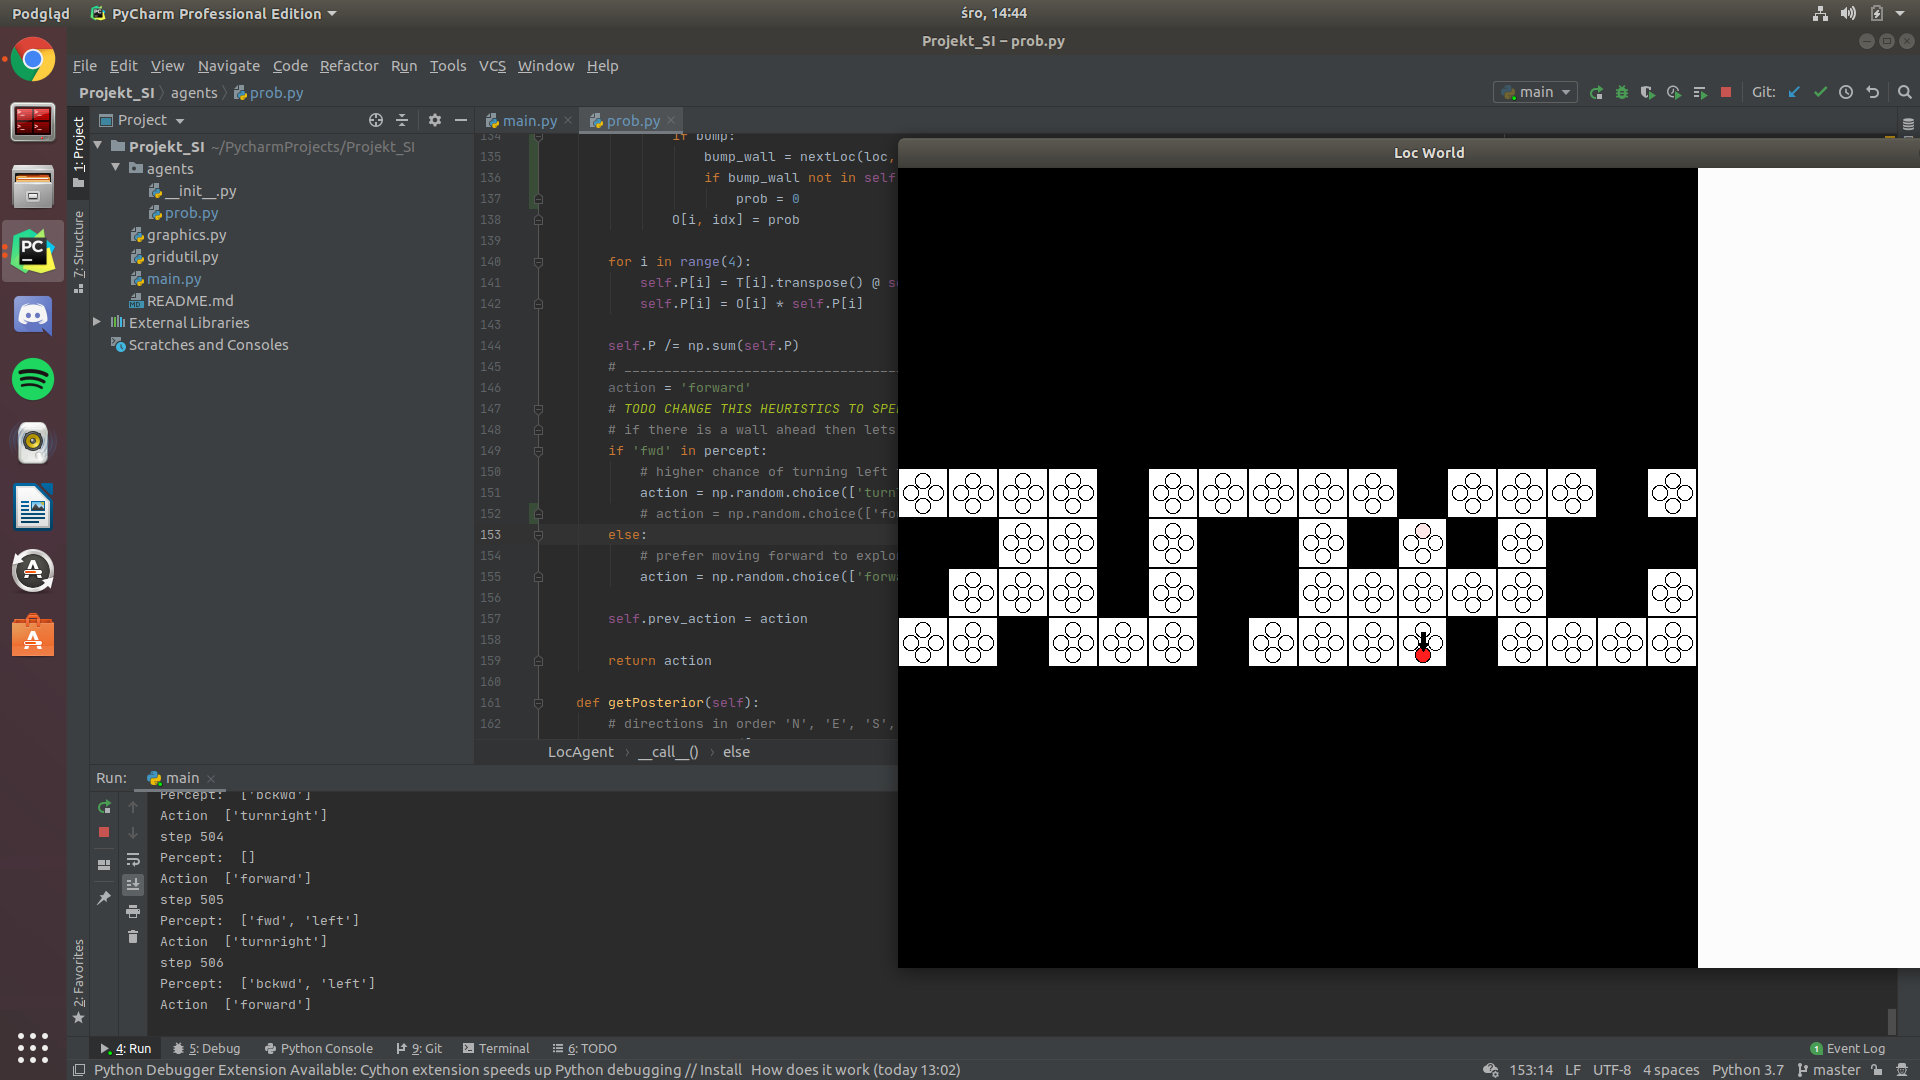 Podgląd
PyCharm Professional Edition
śro, 14:44
Projekt_SI – prob.py
File Edit View Navigate Code Refactor Run Tools VCS Window Help
Projekt_SI agents prob.py
main
Git:
Project
main.py
prob.py
1: Project
7: Structure
2: Favorites
Projekt_SI ~/PycharmProjects/Projekt_SI
agents
__init__.py
prob.py
graphics.py
gridutil.py
main.py
README.md
External Libraries
Scratches and Consoles
134 if bump:
135 bump_wall = nextLoc(loc,
136 if bump_wall not in self
137 prob = 0
138 O[i, idx] = prob
139
140 for i in range(4):
141 self.P[i] = T[i].transpose() @
142 self.P[i] = O[i] * self.P[i]
143
144 self.P /= np.sum(self.P)
145 # __________________________________
146 action = 'forward'
147 # TODO CHANGE THIS HEURISTICS TO
148 # if there is a wall ahead then lets
149 if 'fwd' in percept:
150 # higher chance of turning left
151 action = np.random.choice(['turn
152 # action = np.random.choice(['fo
153 else:
154 # prefer moving forward to
155 action = np.random.choice(['forw
156
157 self.prev_action = action
158
159 return action
160
161 def getPosterior(self):
162 # directions in order 'N', 'E', 'S',
LocAgent __call__() else
Loc World
Run: main
Percept: ['bckwd']
Action ['turnright']
step 504
Percept: []
Action ['forward']
step 505
Percept: ['fwd', 'left']
Action ['turnright']
step 506
Percept: ['bckwd', 'left']
Action ['forward']
4: Run 5: Debug Python Console 9: Git Terminal 6: TODO
1 Event Log
Python Debugger Extension Available: Cython extension speeds up Python debugging // Install How does it work (today 13:02)
153:14 LF UTF-8 4 spaces Python 3.7 master